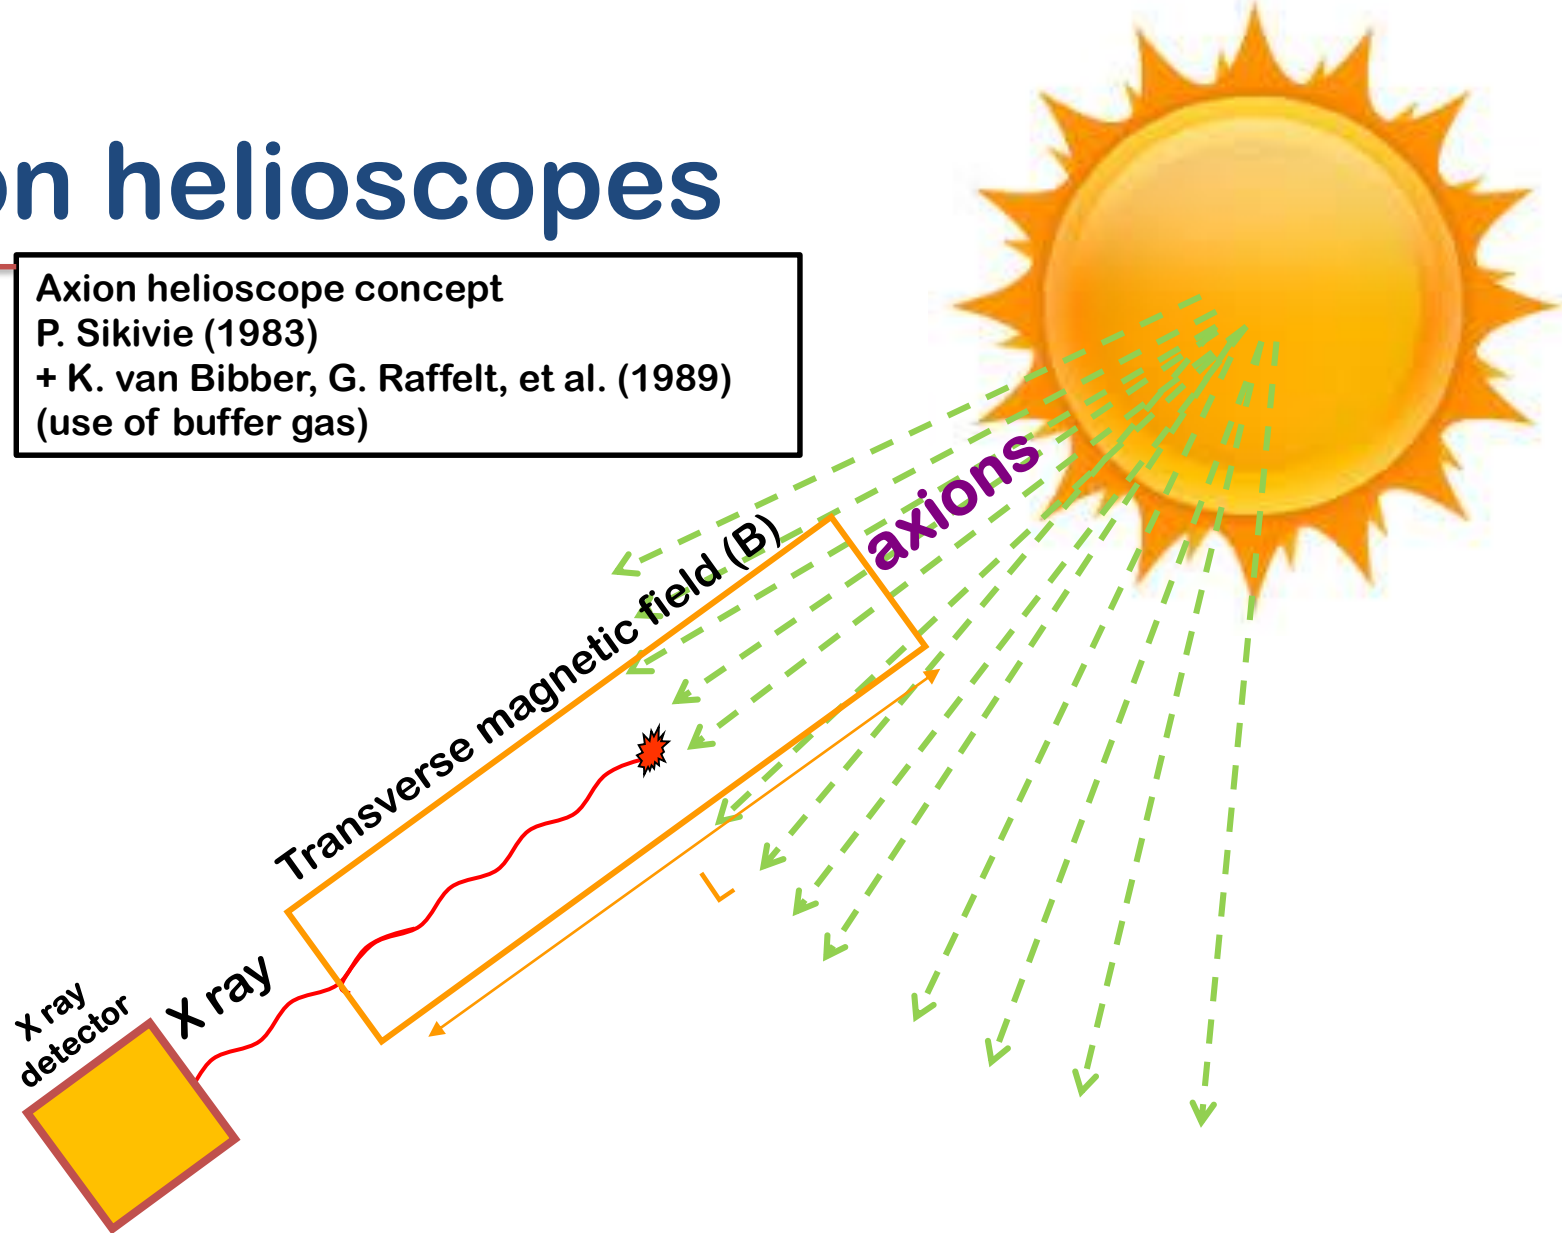 on helioscopes
Axion helioscope concept
P. Sikivie (1983)
+ K. van Bibber, G. Raffelt, et al. (1989)
(use of buffer gas)
axions
Transverse magnetic field (B)
L
X ray
X ray
detector